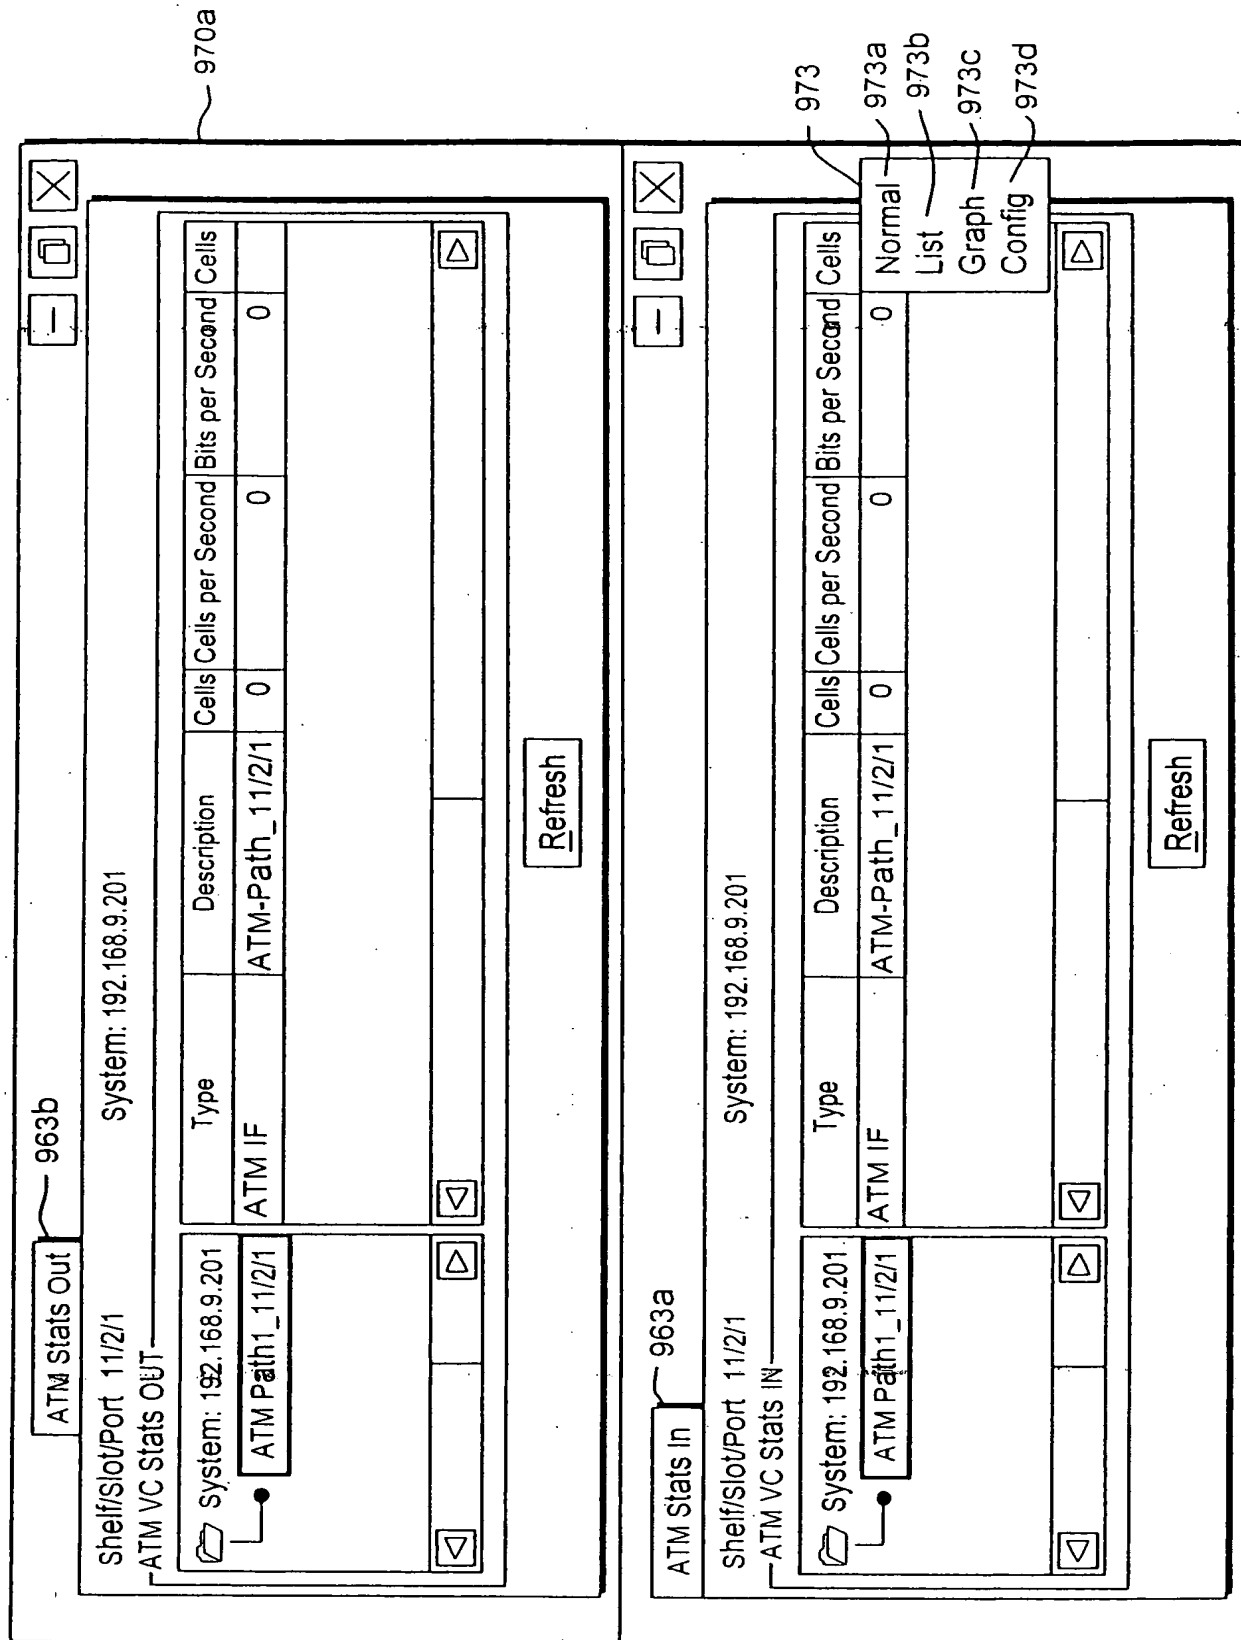 970a
ATM Stats Out
963b
Shelf/Slot/Port 11/2/1
System: 192.168.9.201
ATM VC Stats OUT
System: 192.168.9.201
ATM Path1_11/2/1
Type Description Cells Cells per Second Bits per Second Cells
ATM IF ATM-Path_11/2/1 0 0 0
Refresh
ATM Stats In
963a
Shelf/Slot/Port 11/2/1
System: 192.168.9.201
ATM VC Stats IN
System: 192.168.9.201
ATM Path1_11/2/1
Type Description Cells Cells per Second Bits per Second Cells
ATM IF ATM-Path_11/2/1 0 0 0
973
Normal 973a
List 973b
Graph 973c
Config 973d
Refresh